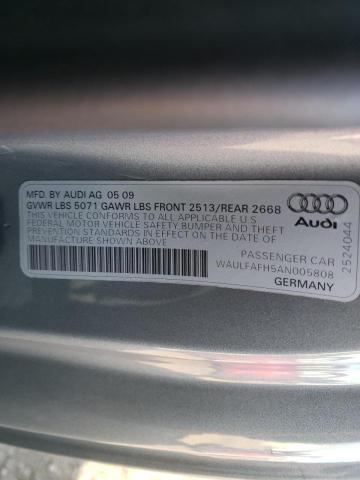 MFD. BY AUDI AG 05 09
GVWR LBS 5071 GAWR LBS FRONT 2513/REAR 2668
THIS VEHICLE CONFORMS TO ALL APPLICABLE U.S
FEDERAL MOTOR VEHICLE SAFETY BUMPER AND THEFT
PREVENTION STANDARDS IN EFFECT ON THE DATE OF
MANUFACTURE SHOWN ABOVE
Audi
PASSENGER CAR
WAULFAFH5AN005808
GERMANY
2524044